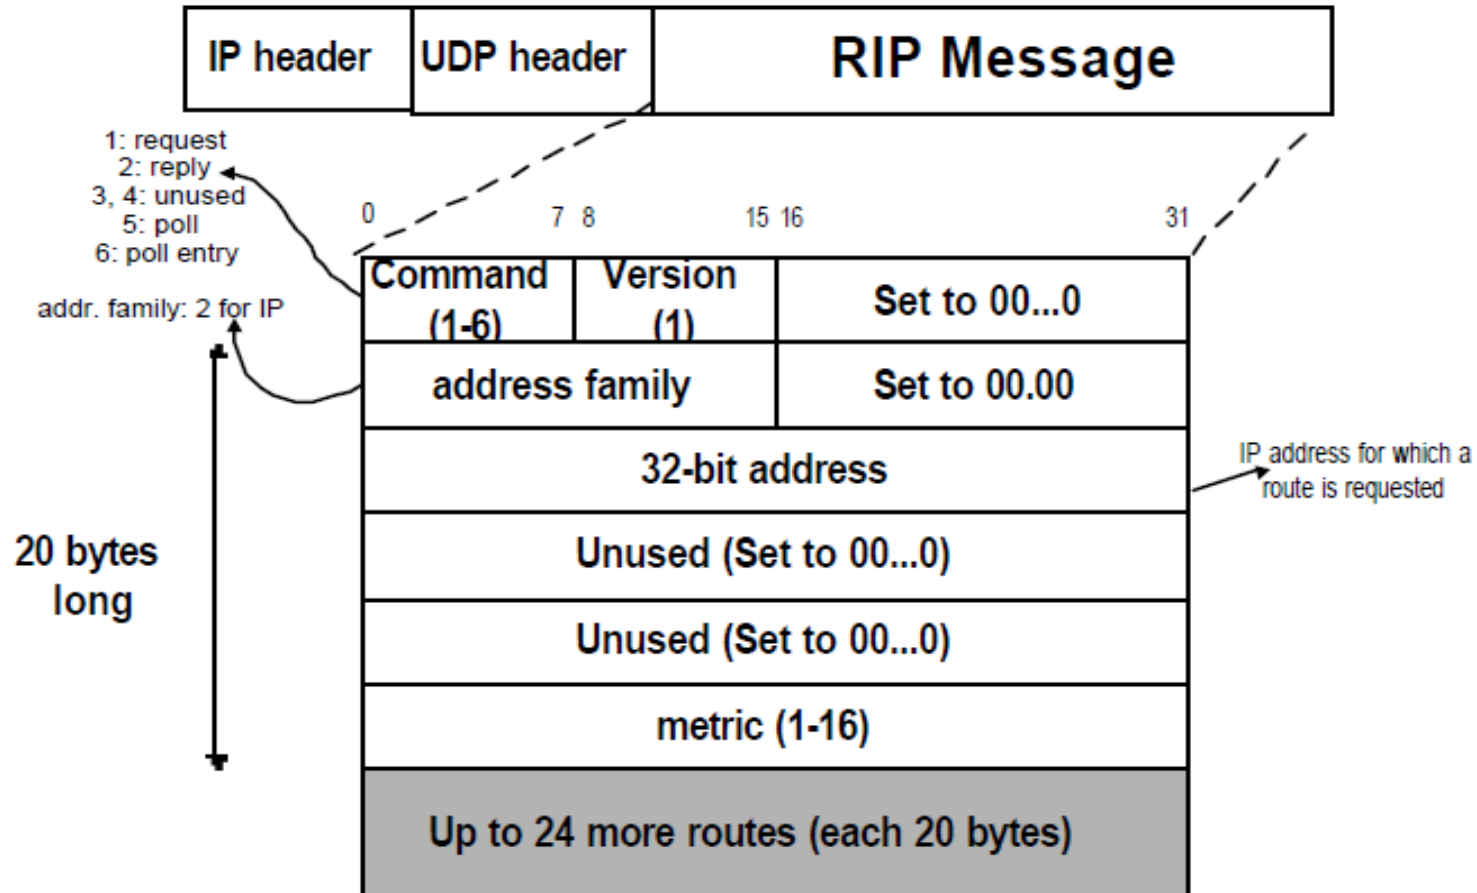 IP header UDP header RIP Message
1: request
2: reply
3, 4: unused
5: poll
6: poll entry
0 7 8 15 16 31
Command
(1-6)
Version
(1)
Set to 00...0
addr. family: 2 for IP
address family Set to 00.00
32-bit address
IP address for which a
route is requested
Unused (Set to 00...0)
20 bytes
long
Unused (Set to 00...0)
metric (1-16)
Up to 24 more routes (each 20 bytes)